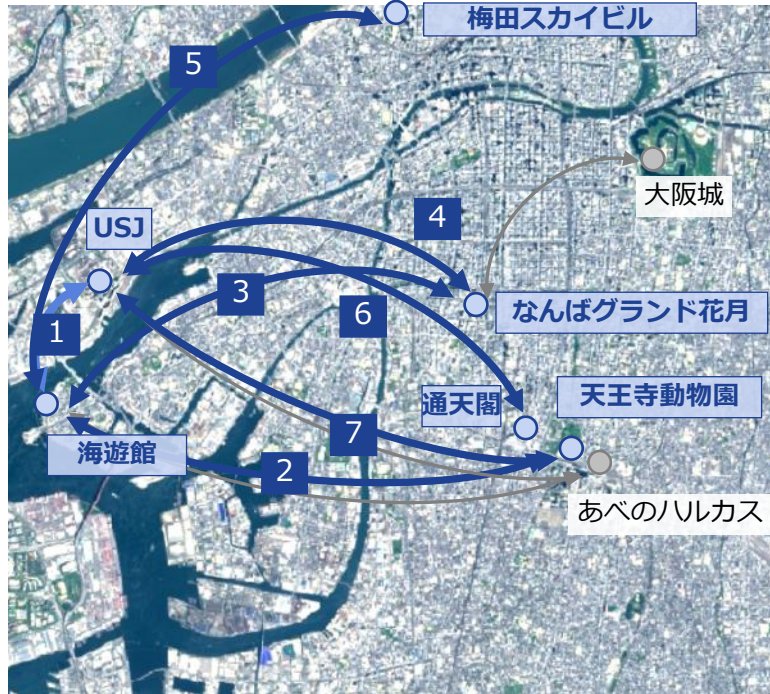 梅田スカイビル
5
大阪城
USJ
4
3
6
なんばグランド花月
1
通天閣
天王寺動物園
7
海遊館
2
あべのハルカス